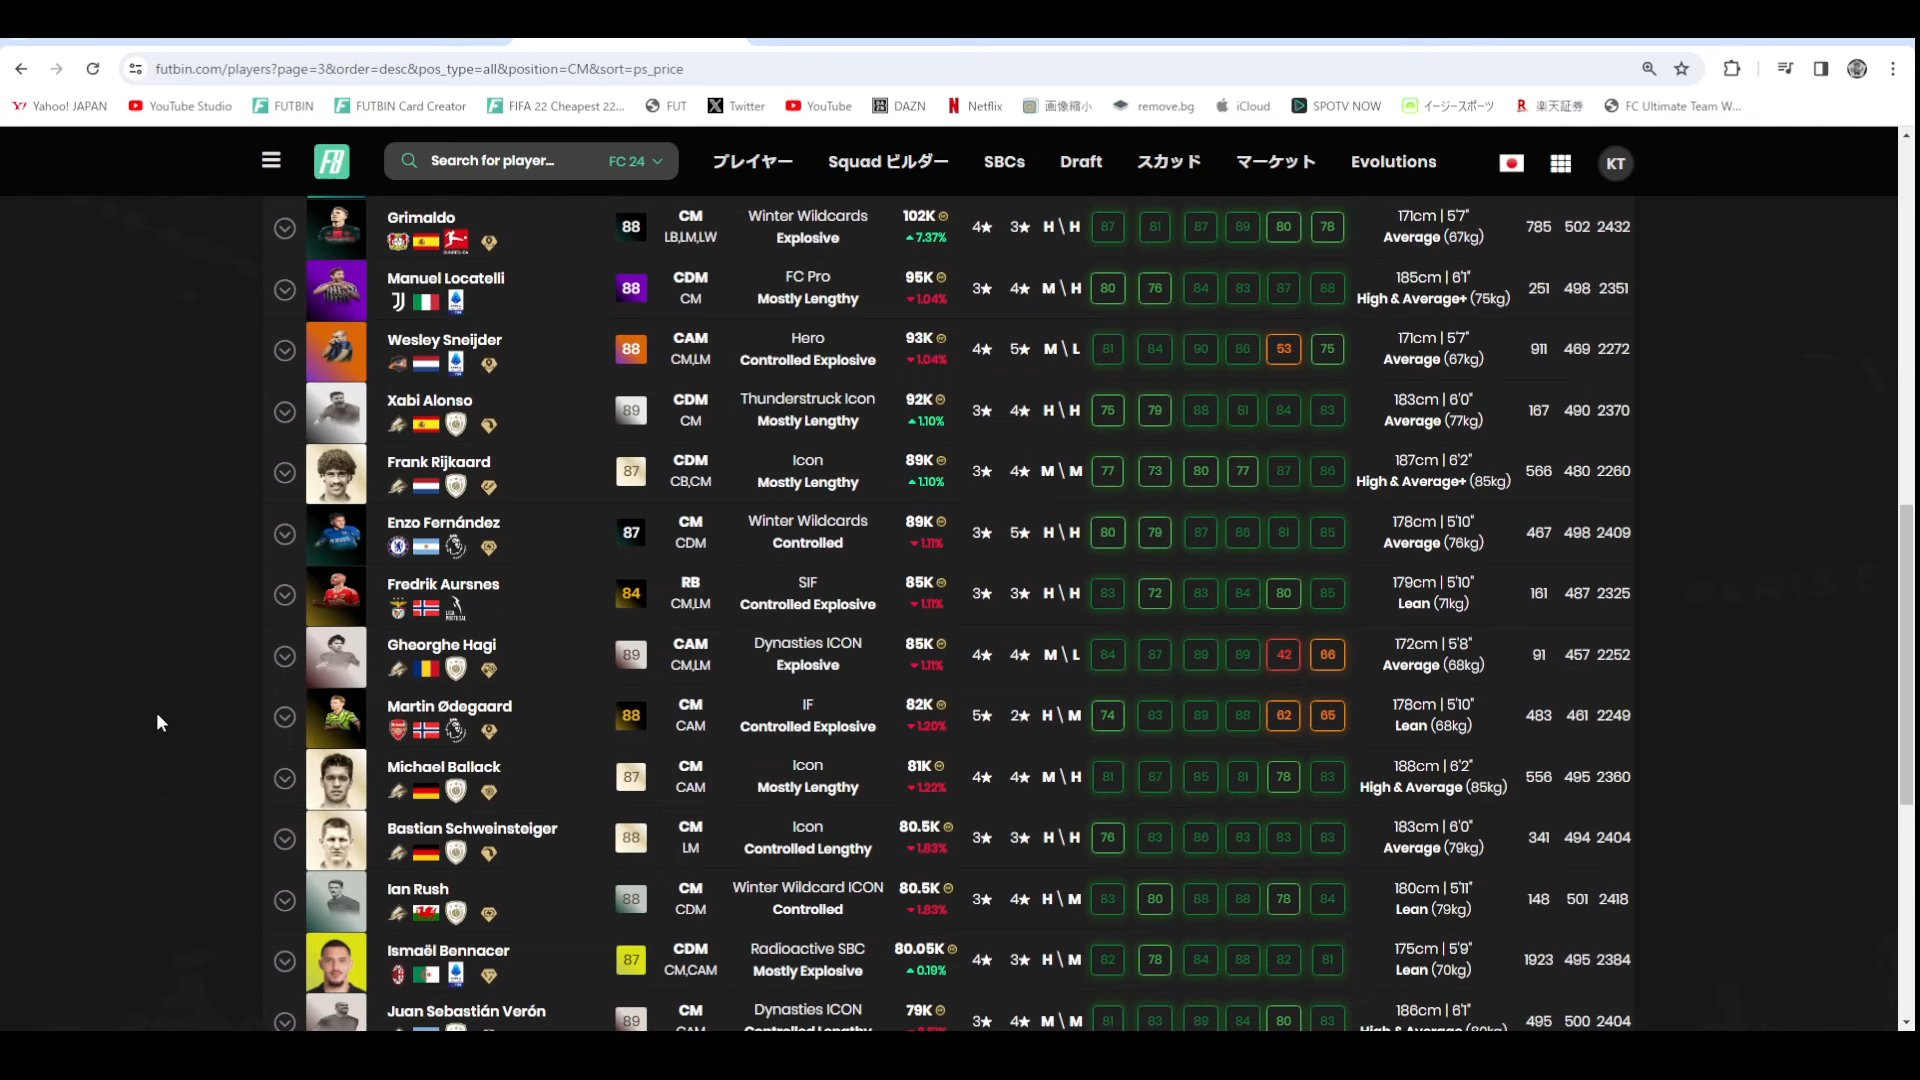 futbin.com/players?page=3&order=desc&pos_type=all&position=CM&sort=ps_price
Yahoo! JAPAN YouTube Studio FUTBIN FUTBIN Card Creator FIFA 22 Cheapest 22... FUT Twitter YouTube DAZN Netflix 画像縮小 remove.bg iCloud SPOTV NOW イージースポーツ 楽天証券 FC Ultimate Team W...
Search for player... FC 24 プレイヤー Squad ビルダー SBCs Draft スカッド マーケット Evolutions KT
Grimaldo 88 CM Winter Wildcards 102K 4★ 3★ H \ H 87 81 87 89 80 78 171cm | 5'7" 785 502 2432
LB,LM,LW Explosive 7.37% Average (67kg)
Manuel Locatelli 88 CDM FC Pro 95K 3★ 4★ M \ H 80 76 84 83 87 88 185cm | 6'1" 251 498 2351
CM Mostly Lengthy 1.04% High & Average+ (75kg)
Wesley Sneijder 88 CAM Hero 93K 4★ 5★ M \ L 81 84 90 86 53 75 171cm | 5'7" 911 469 2272
CM,LM Controlled Explosive 1.04% Average (67kg)
Xabi Alonso 89 CDM Thunderstruck Icon 92K 3★ 4★ H \ H 75 79 88 81 84 83 183cm | 6'0" 167 490 2370
CM Mostly Lengthy 1.10% Average (77kg)
Frank Rijkaard 87 CDM Icon 89K 3★ 4★ M \ M 77 73 80 77 87 86 187cm | 6'2" 566 480 2260
CB,CM Mostly Lengthy 1.10% High & Average+ (85kg)
Enzo Fernández 87 CM Winter Wildcards 89K 3★ 5★ H \ H 80 79 87 86 81 85 178cm | 5'10" 467 498 2409
CDM Controlled 1.11% Average (76kg)
Fredrik Aursnes 84 RB SIF 85K 3★ 3★ H \ H 83 72 83 84 80 85 179cm | 5'10" 161 487 2325
CM,LM Controlled Explosive 1.11% Lean (71kg)
Gheorghe Hagi 89 CAM Dynasties ICON 85K 4★ 4★ M \ L 84 87 89 89 42 66 172cm | 5'8" 91 457 2252
CM,LM Explosive 1.11% Average (68kg)
Martin Ødegaard 88 CM IF 82K 5★ 2★ H \ M 74 83 89 88 62 65 178cm | 5'10" 483 461 2249
CAM Controlled Explosive 1.20% Lean (68kg)
Michael Ballack 87 CM Icon 81K 4★ 4★ M \ H 81 87 85 81 78 83 188cm | 6'2" 556 495 2360
CAM Mostly Lengthy 1.22% High & Average (85kg)
Bastian Schweinsteiger 88 CM Icon 80.5K 3★ 3★ H \ H 76 83 86 83 83 83 183cm | 6'0" 341 494 2404
LM Controlled Lengthy 1.83% Average (79kg)
Ian Rush 88 CM Winter Wildcard ICON 80.5K 3★ 4★ H \ M 83 80 88 88 78 84 180cm | 5'11" 148 501 2418
CDM Controlled 1.83% Lean (79kg)
Ismaël Bennacer 87 CDM Radioactive SBC 80.05K 4★ 3★ H \ M 82 78 84 88 82 81 175cm | 5'9" 1923 495 2384
CM,CAM Mostly Explosive 0.19% Lean (70kg)
Juan Sebastián Verón 89 CM Dynasties ICON 79K 3★ 4★ M \ M 81 83 89 84 80 83 186cm | 6'1" 495 500 2404